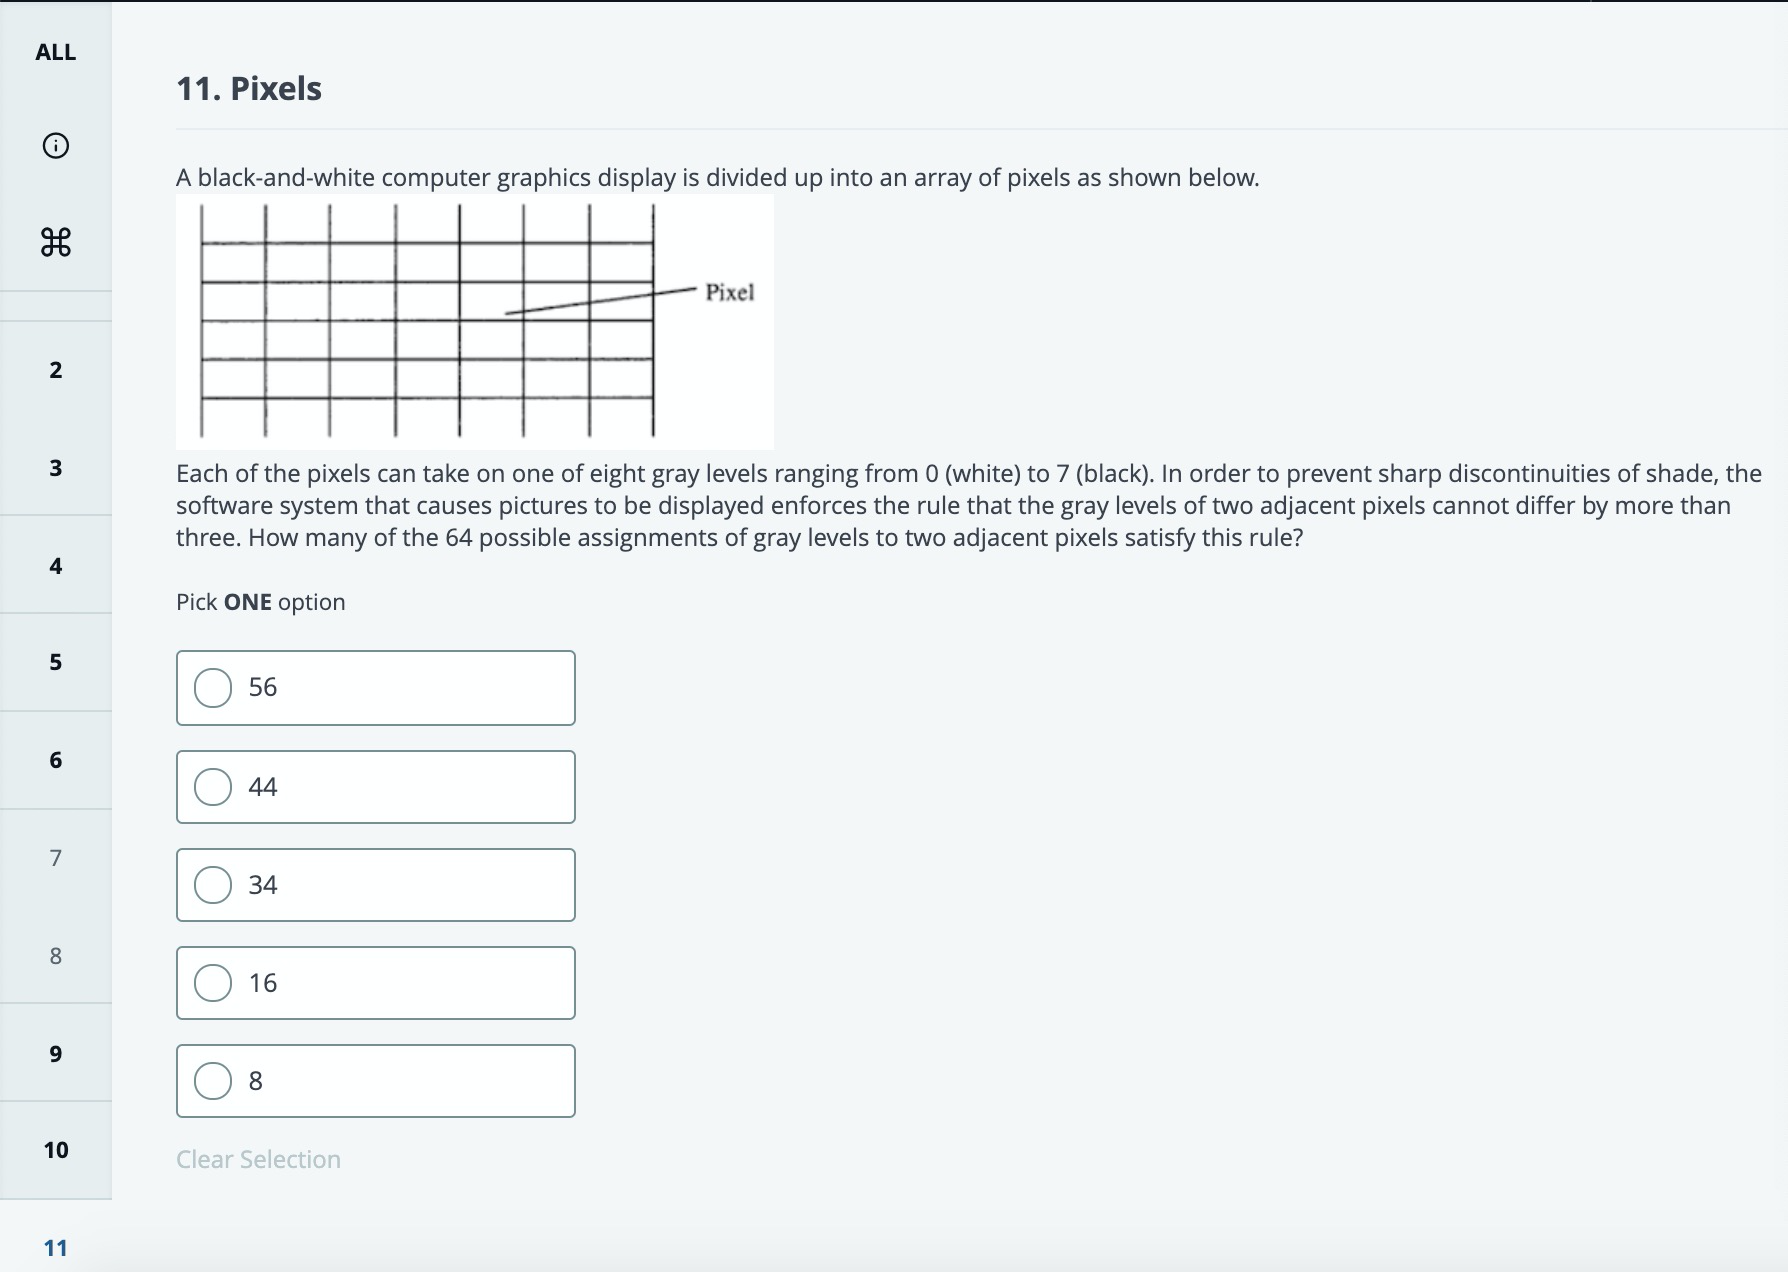 ALL
2
3
4
5
6
7
8
9
10
11
11. Pixels
A black-and-white computer graphics display is divided up into an array of pixels as shown below.
Pixel
Each of the pixels can take on one of eight gray levels ranging from 0 (white) to 7 (black). In order to prevent sharp discontinuities of shade, the
software system that causes pictures to be displayed enforces the rule that the gray levels of two adjacent pixels cannot differ by more than
three. How many of the 64 possible assignments of gray levels to two adjacent pixels satisfy this rule?
Pick ONE option
56
44
34
16
8
Clear Selection